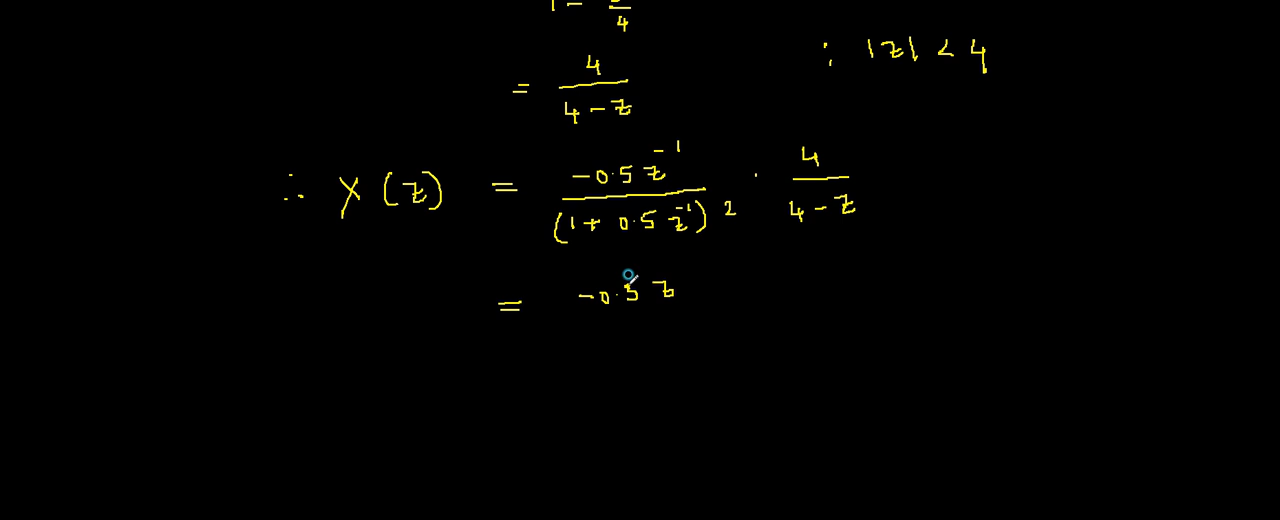 = 4 / (4 - z) ; |z| < 4
∴ X(z) = -0.5 z^-1 / (1 + 0.5 z^-1)^2 · 4 / (4 - z)
= -0.5 z